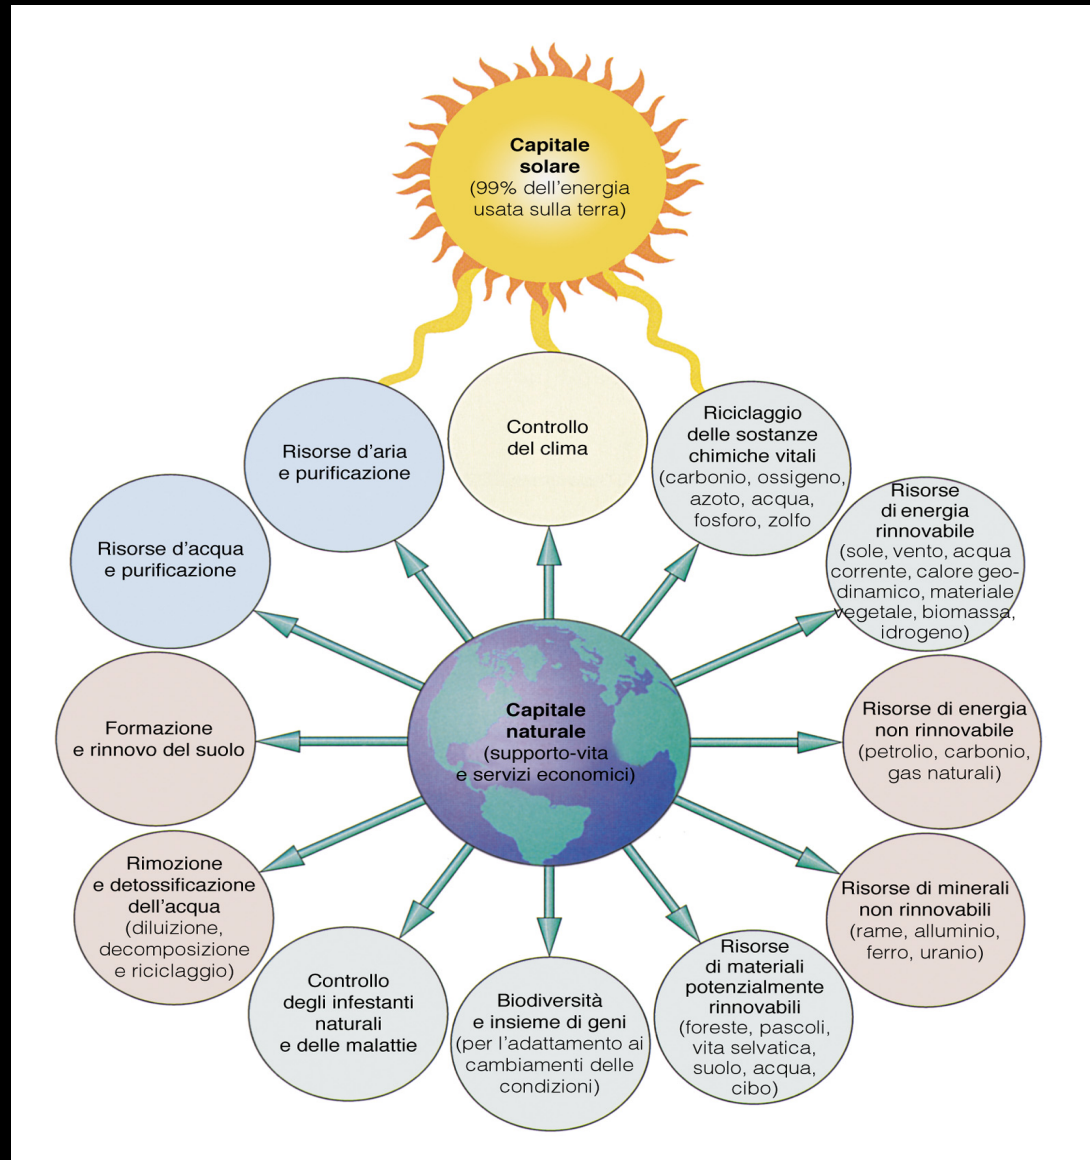 Capitale
solare
(99% dell'energia
usata sulla terra)
Controllo
del clima
Riciclaggio
delle sostanze
chimiche vitali
(carbonio, ossigeno,
azoto, acqua,
fosforo, zolfo
Risorse d'aria
e purificazione
Risorse
di energia
rinnovabile
(sole, vento, acqua
corrente, calore geo-
dinamico, materiale
vegetale, biomassa,
idrogeno)
Risorse d'acqua
e purificazione
Capitale
naturale
(supporto-vita
e servizi economici)
Formazione
e rinnovo del suolo
Risorse di energia
non rinnovabile
(petrolio, carbonio,
gas naturali)
Rimozione
e detossificazione
dell'acqua
(diluizione,
decomposizione
e riciclaggio)
Risorse di minerali
non rinnovabili
(rame, alluminio,
ferro, uranio)
Controllo
degli infestanti
naturali
e delle malattie
Biodiversità
e insieme di geni
(per l'adattamento ai
cambiamenti delle
condizioni)
Risorse
di materiali
potenzialmente
rinnovabili
(foreste, pascoli,
vita selvatica,
suolo, acqua,
cibo)